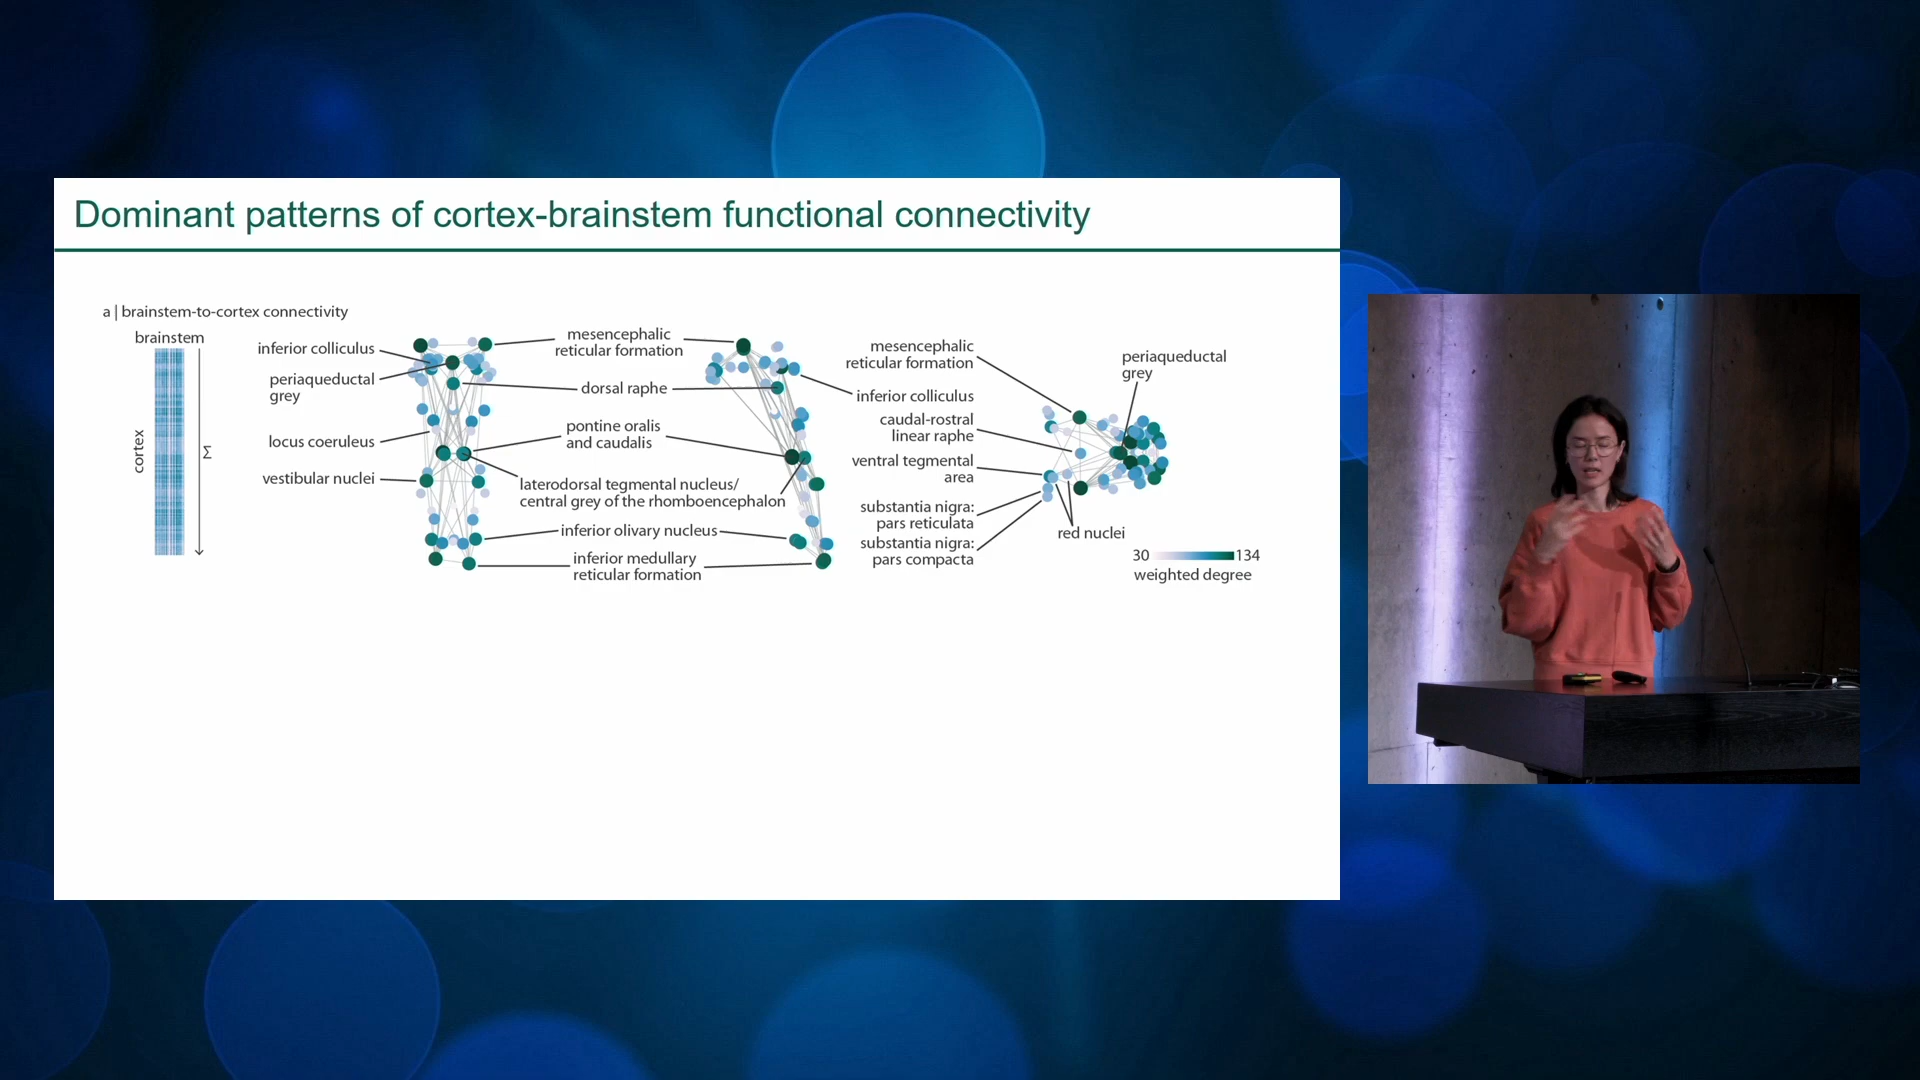 Dominant patterns of cortex-brainstem functional connectivity
a | brainstem-to-cortex connectivity
brainstem
cortex
Σ
inferior colliculus
periaqueductal
grey
locus coeruleus
vestibular nuclei
mesencephalic
reticular formation
dorsal raphe
pontine oralis
and caudalis
laterodorsal tegmental nucleus/
central grey of the rhomboencephalon
inferior olivary nucleus
inferior medullary
reticular formation
mesencephalic
reticular formation
inferior colliculus
caudal-rostral
linear raphe
ventral tegmental
area
substantia nigra:
pars reticulata
substantia nigra:
pars compacta
periaqueductal
grey
red nuclei
30 134
weighted degree